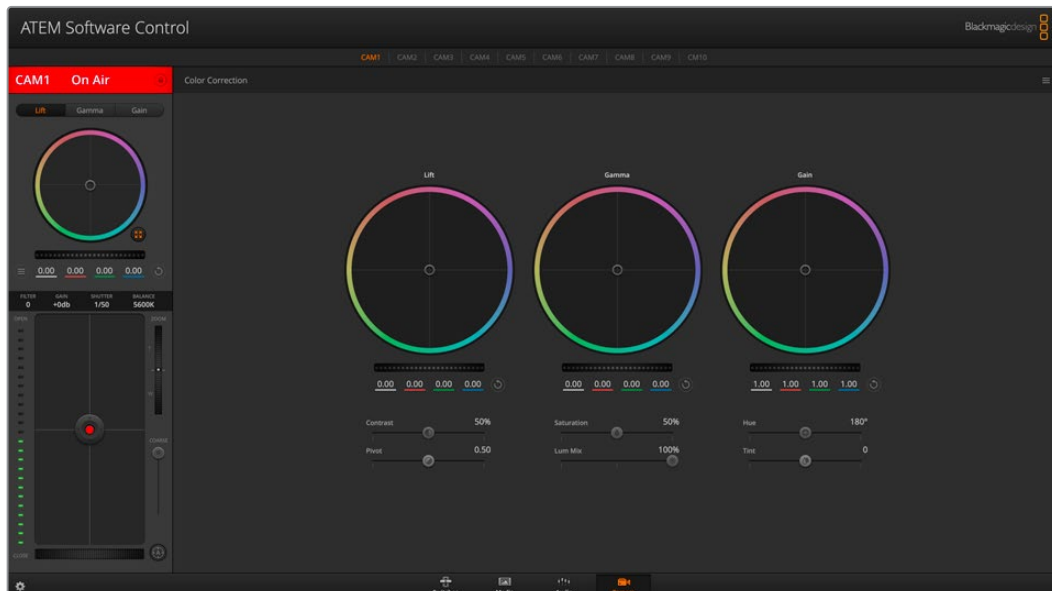 ATEM Software Control
Blackmagicdesign
CAM1 CAM2 CAM3 CAM4 CAM5 CAM6 CAM7 CAM8 CAM9 CM10
CAM1 On Air
Color Correction
Lift Gamma Gain
0.00 0.00 0.00 0.00
FILTER GAIN SHUTTER BALANCE
0 +0db 1/50 5600K
OPEN ZOOM
T
W
COARSE
CLOSE
Lift Gamma Gain
0.00 0.00 0.00 0.00 0.00 0.00 0.00 0.00 1.00 1.00 1.00 1.00
Contrast 50% Saturation 50% Hue 180°
Pivot 0.50 Lum Mix 100% Tint 0